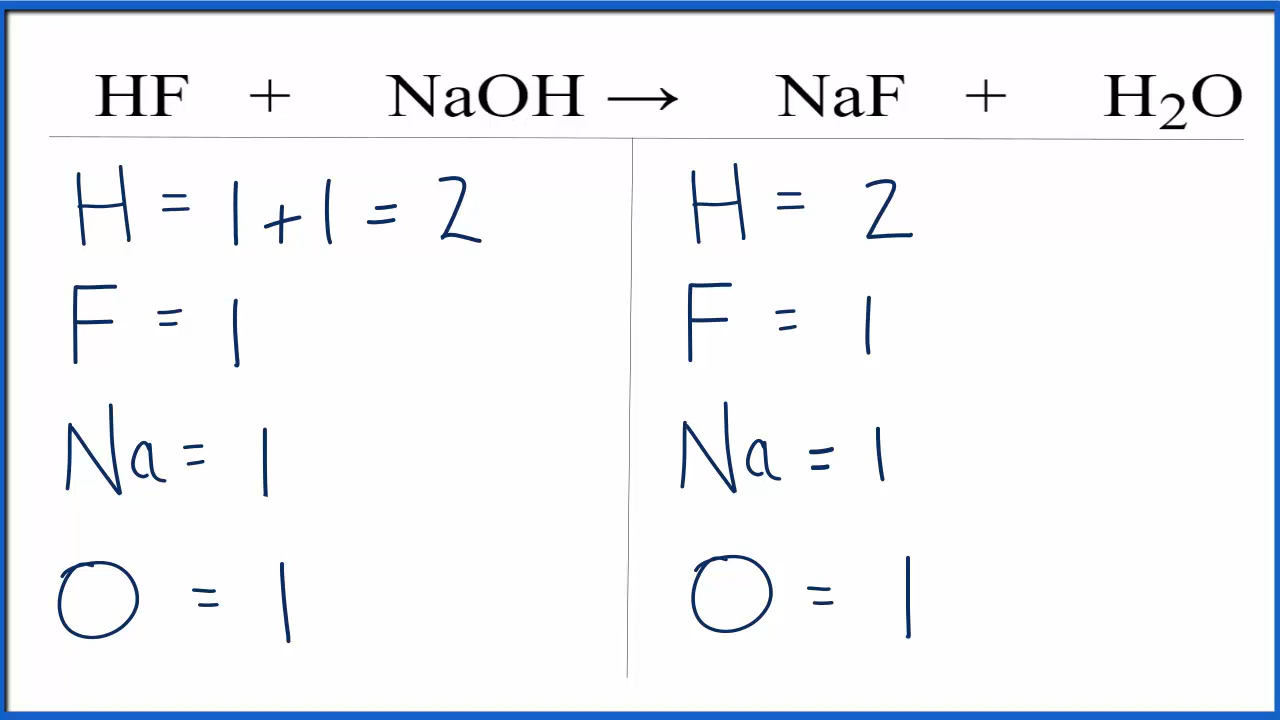 HF + NaOH → NaF + H₂O
H = 1 + 1 = 2
F = 1
Na = 1
O = 1
H = 2
F = 1
Na = 1
O = 1